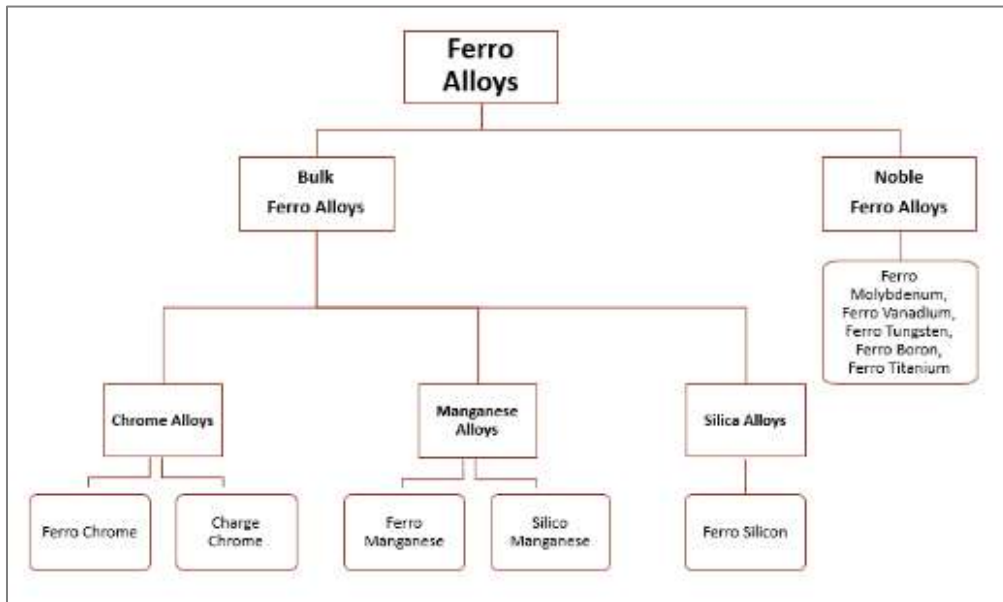 Ferro
Alloys
Bulk
Ferro Alloys
Noble
Ferro Alloys
Ferro
Molybdenum,
Ferro Vanadium,
Ferro Tungsten,
Ferro Boron,
Ferro Titanium
Chrome Alloys
Manganese
Alloys
Silica Alloys
Ferro Chrome
Charge
Chrome
Ferro
Manganese
Silico
Manganese
Ferro Silicon